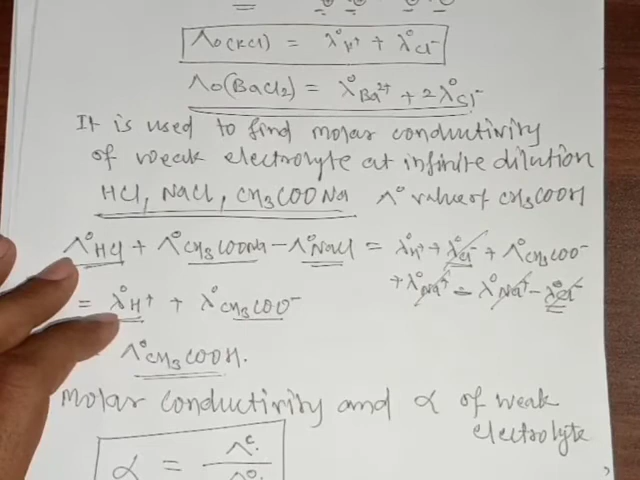 Λo(KCl) = λ°K+ + λ°Cl-
Λo(BaCl2) = λ°Ba2+ + 2λ°Cl-
It is used to find molar conductivity
of weak electrolyte at infinite dilution
HCl, NaCl, CH3COONa Λ° value of CH3COOH
Λ°HCl + Λ°CH3COONa - Λ°NaCl = λ°H+ + λ°Cl- + Λ°CH3COO-
+ λ°Na+ - λ°Na+ - λ°Cl-
= λ°H+ + λ°CH3COO-
Λ°CH3COOH.
molar conductivity and α of weak
electrolyte
α = Λc / Λ°